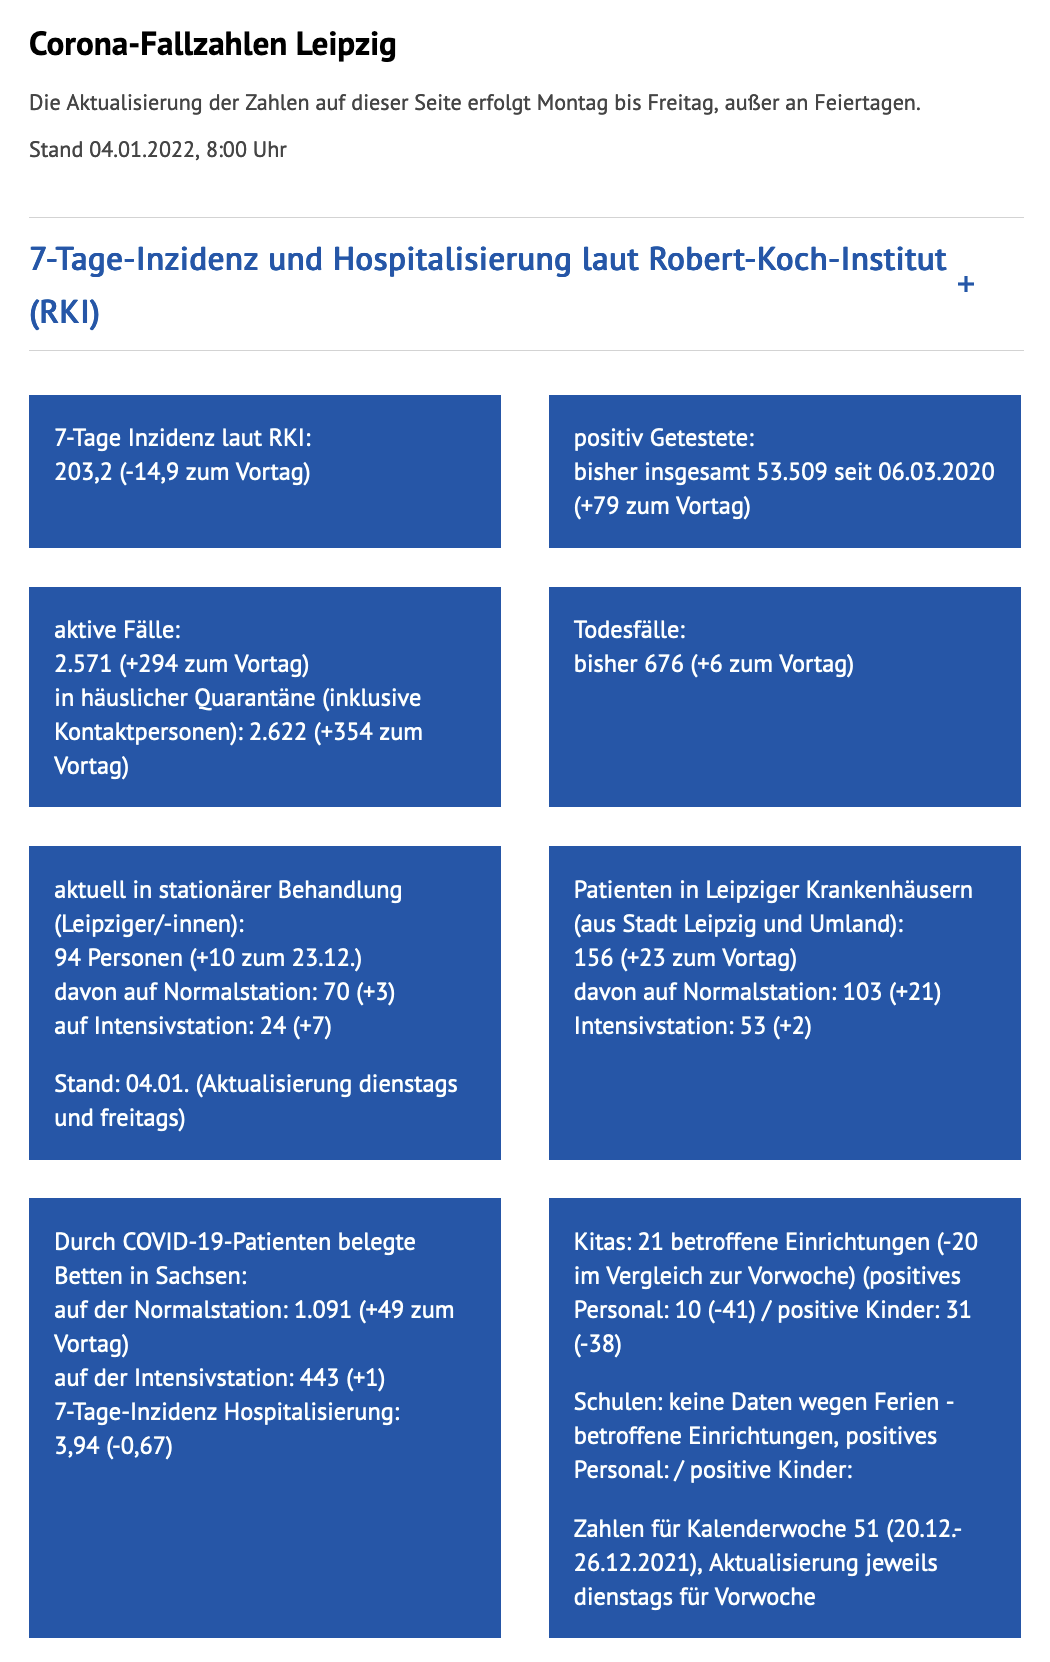 Corona-Fallzahlen Leipzig
Die Aktualisierung der Zahlen auf dieser Seite erfolgt Montag bis Freitag, außer an Feiertagen.
Stand 04.01.2022, 8:00 Uhr
7-Tage-Inzidenz und Hospitalisierung laut Robert-Koch-Institut
(RKI)
+
7-Tage Inzidenz laut RKI:
203,2 (-14,9 zum Vortag)
positiv Getestete:
bisher insgesamt 53.509 seit 06.03.2020
(+79 zum Vortag)
aktive Fälle:
2.571 (+294 zum Vortag)
in häuslicher Quarantäne (inklusive
Kontaktpersonen): 2.622 (+354 zum
Vortag)
Todesfälle:
bisher 676 (+6 zum Vortag)
aktuell in stationärer Behandlung
(Leipziger/-innen):
94 Personen (+10 zum 23.12.)
davon auf Normalstation: 70 (+3)
auf Intensivstation: 24 (+7)
Stand: 04.01. (Aktualisierung dienstags
und freitags)
Patienten in Leipziger Krankenhäusern
(aus Stadt Leipzig und Umland):
156 (+23 zum Vortag)
davon auf Normalstation: 103 (+21)
Intensivstation: 53 (+2)
Durch COVID-19-Patienten belegte
Betten in Sachsen:
auf der Normalstation: 1.091 (+49 zum
Vortag)
auf der Intensivstation: 443 (+1)
7-Tage-Inzidenz Hospitalisierung:
3,94 (-0,67)
Kitas: 21 betroffene Einrichtungen (-20
im Vergleich zur Vorwoche) (positives
Personal: 10 (-41) / positive Kinder: 31
(-38)
Schulen: keine Daten wegen Ferien -
betroffene Einrichtungen, positives
Personal: / positive Kinder:
Zahlen für Kalenderwoche 51 (20.12.-
26.12.2021), Aktualisierung jeweils
dienstags für Vorwoche